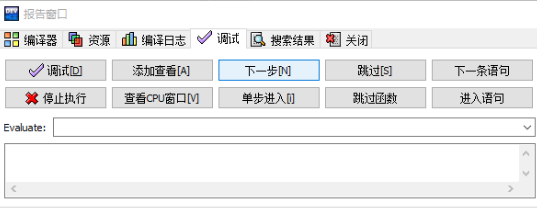 报告窗口
编译器 资源 编译日志 调试 搜索结果 关闭
调试[D] 添加查看[A] 下一步[N] 跳过[S] 下一条语句
停止执行 查看CPU窗口[V] 单步进入[i] 跳过函数 进入语句
Evaluate: